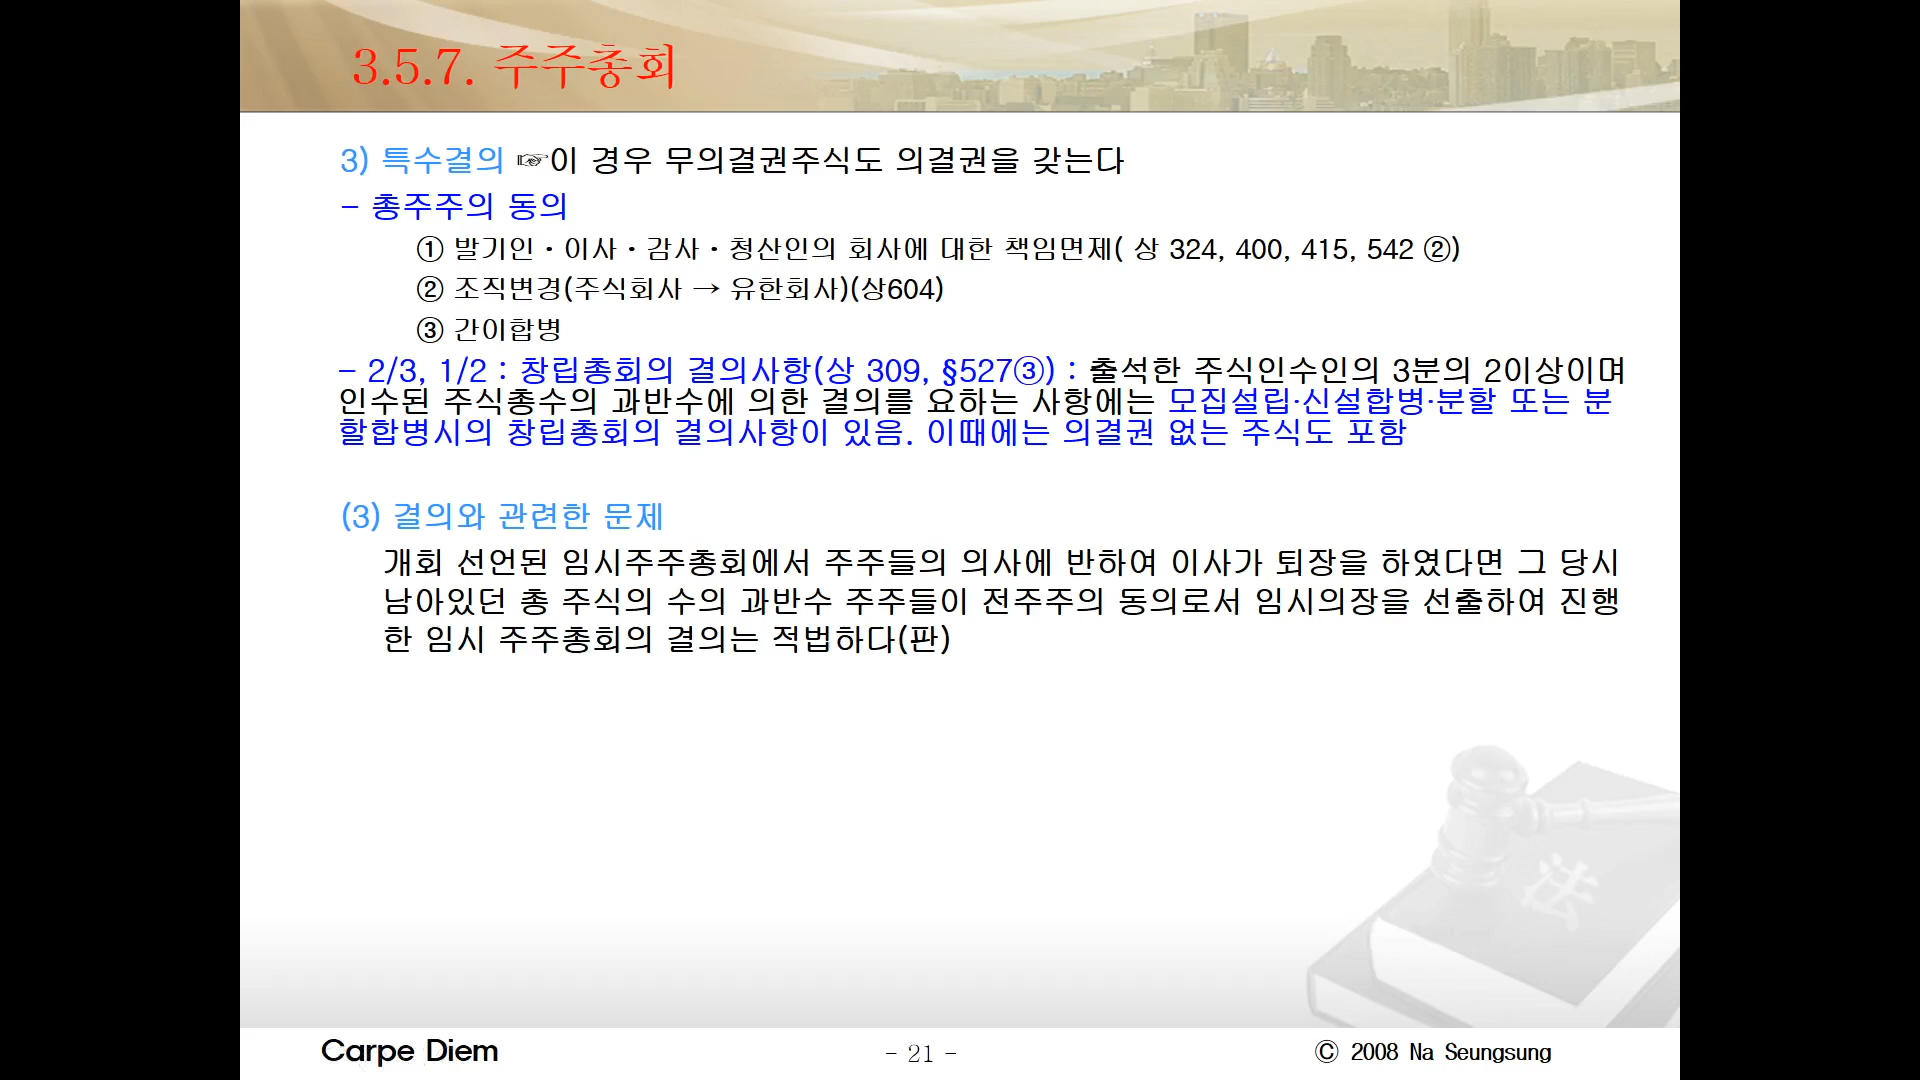 3.5.7. 주주총회
3) 특수결의 ☞이 경우 무의결권주식도 의결권을 갖는다
- 총주주의 동의
① 발기인·이사·감사·청산인의 회사에 대한 책임면제( 상 324, 400, 415, 542 ②)
② 조직변경(주식회사 → 유한회사)(상604)
③ 간이합병
- 2/3, 1/2 : 창립총회의 결의사항(상 309, §527③) : 출석한 주식인수인의 3분의 2이상이며
인수된 주식총수의 과반수에 의한 결의를 요하는 사항에는 모집설립·신설합병·분할 또는 분
할합병시의 창립총회의 결의사항이 있음. 이때에는 의결권 없는 주식도 포함
(3) 결의와 관련한 문제
개회 선언된 임시주주총회에서 주주들의 의사에 반하여 이사가 퇴장을 하였다면 그 당시
남아있던 총 주식의 수의 과반수 주주들이 전주주의 동의로서 임시의장을 선출하여 진행
한 임시 주주총회의 결의는 적법하다(판)
法
Carpe Diem
- 21 -
Ⓒ 2008 Na Seungsung